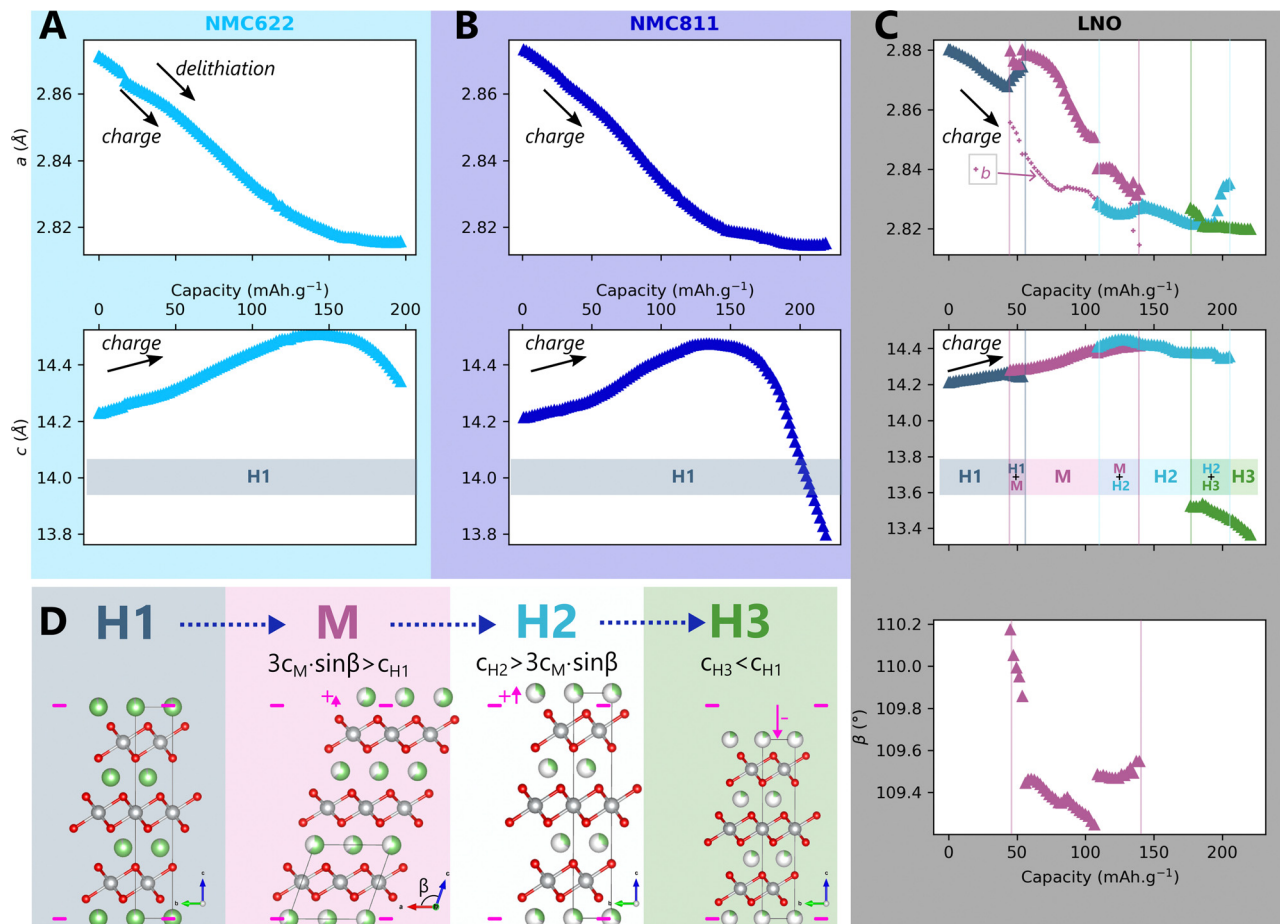 A
NMC622
B
NMC811
C
LNO
a (Å)
2.86
2.84
2.82
delithiation
charge
2.86
2.84
2.82
charge
2.88
2.86
2.84
2.82
charge
b
Capacity (mAh.g⁻¹)
0 50 100 150 200
Capacity (mAh.g⁻¹)
0 50 100 150 200
Capacity (mAh.g⁻¹)
0 50 100 150 200
c (Å)
14.4
14.2
14.0
13.8
charge
H1
14.4
14.2
14.0
13.8
charge
H1
14.4
14.2
14.0
13.8
13.6
13.4
charge
H1
H1
+
M
M
M
+
H2
H2
H2
+
H3
H3
D
H1
M
H2
H3
3c_M·sinβ>c_H1
c_H2>3c_M·sinβ
c_H3<c_H1
+
+
-
β
c
b
c
a
c
b
c
b
β (°)
110.2
110.0
109.8
109.6
109.4
0 50 100 150 200
Capacity (mAh.g⁻¹)